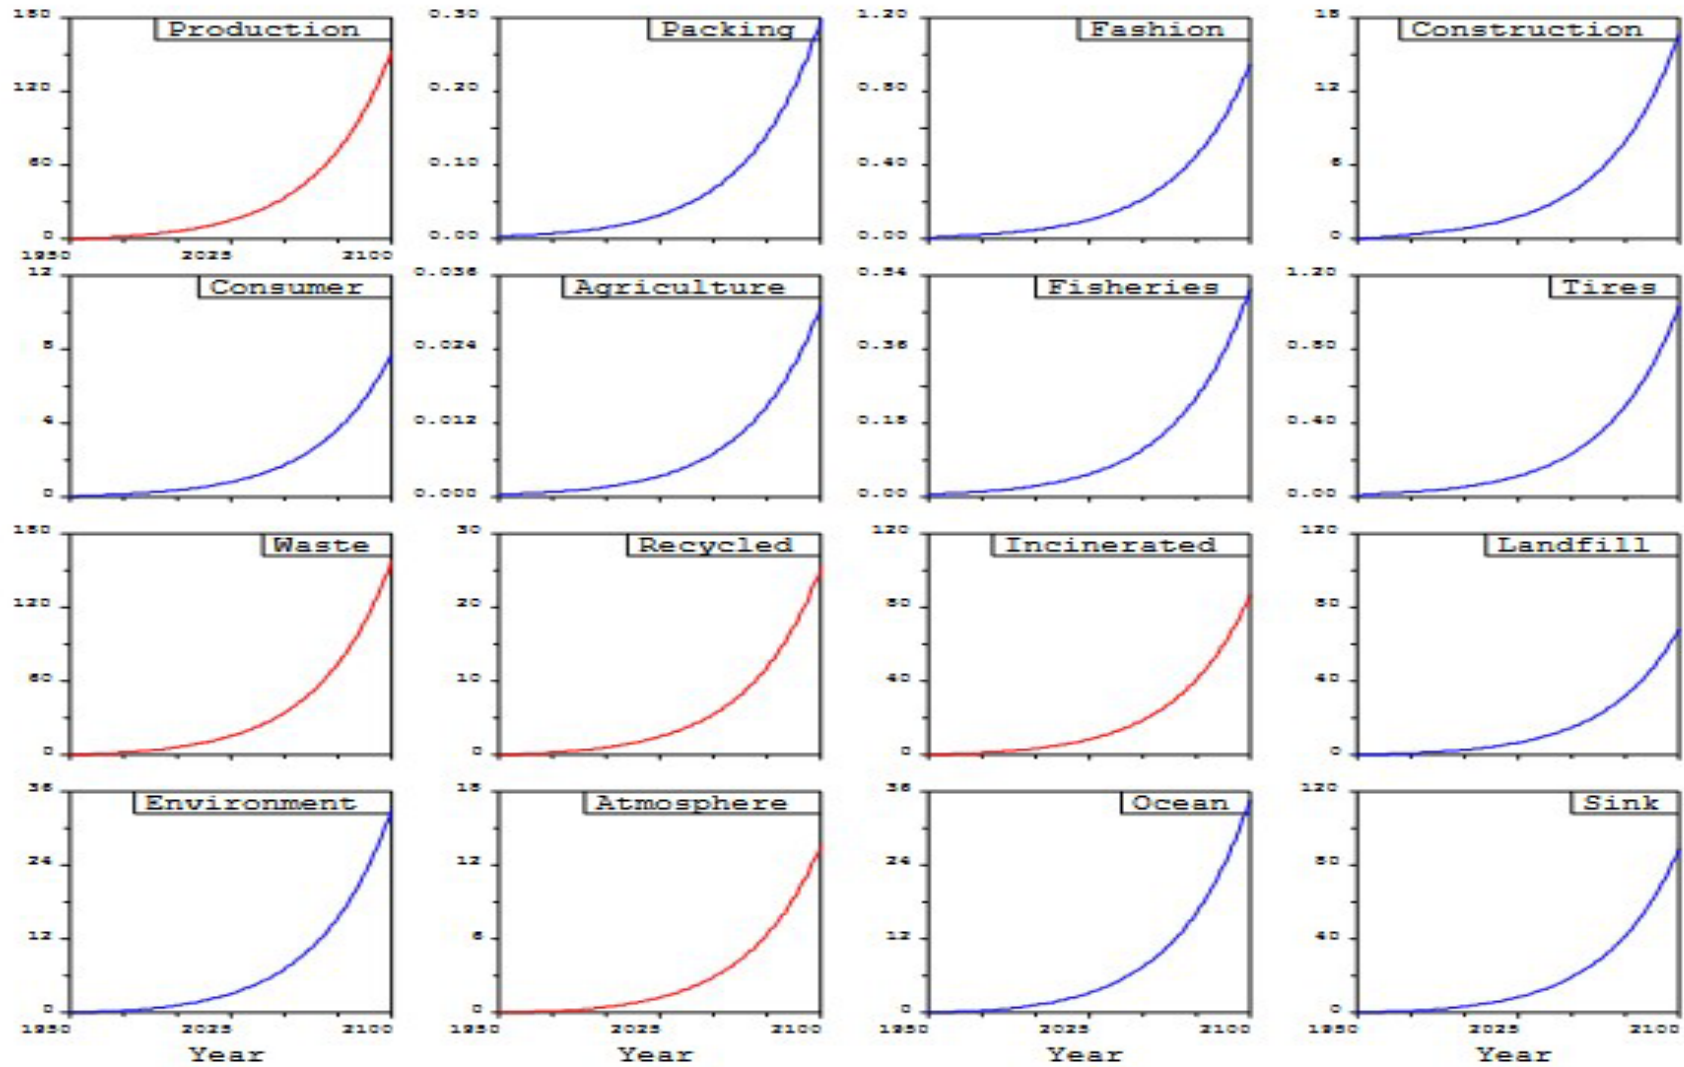 Production
Packing
Fashion
Construction
180 0.30 1.20 18
120 0.20 0.80 12
60 0.10 0.40 6
0 0.00 0.00 0
1950 2025 2100
Consumer
Agriculture
Fisheries
Tires
12 0.036 0.54 1.20
8 0.024 0.36 0.80
4 0.012 0.18 0.40
0 0.000 0.00 0.00
Waste
Recycled
Incinerated
Landfill
180 30 120 120
120 20 80 80
60 10 40 40
0 0 0 0
Environment
Atmosphere
Ocean
Sink
36 18 36 120
24 12 24 80
12 6 12 40
0 0 0 0
1950 2025 2100 1950 2025 2100 1950 2025 2100 1950 2025 2100
Year Year Year Year